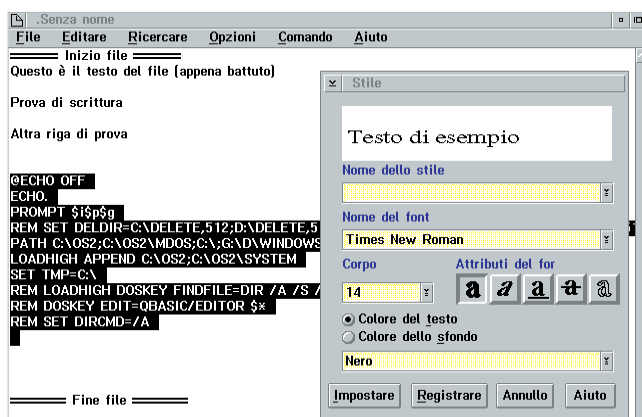 .Senza nome
File Editare Ricercare Opzioni Comando Aiuto
Inizio file
Questo è il testo del file (appena battuto)
Prova di scrittura
Altra riga di prova
@ECHO OFF
ECHO.
PROMPT $i$p$g
REM SET DELDIR=C:\DELETE,512;D:\DELETE,5
PATH C:\OS2;C:\OS2\MDOS;C:\;G:\D\WINDOWS
LOADHIGH APPEND C:\OS2;C:\OS2\SYSTEM
SET TMP=C:\
REM LOADHIGH DOSKEY FINDFILE=DIR /A /S /
REM DOSKEY EDIT=QBASIC/EDITOR $*
REM SET DIRCMD=/A
Fine file
Stile
Testo di esempio
Nome dello stile
Nome del font
Times New Roman
Corpo Attributi del for
14 a a a a a
Colore del testo
Colore dello sfondo
Nero
Impostare Registrare Annullo Aiuto